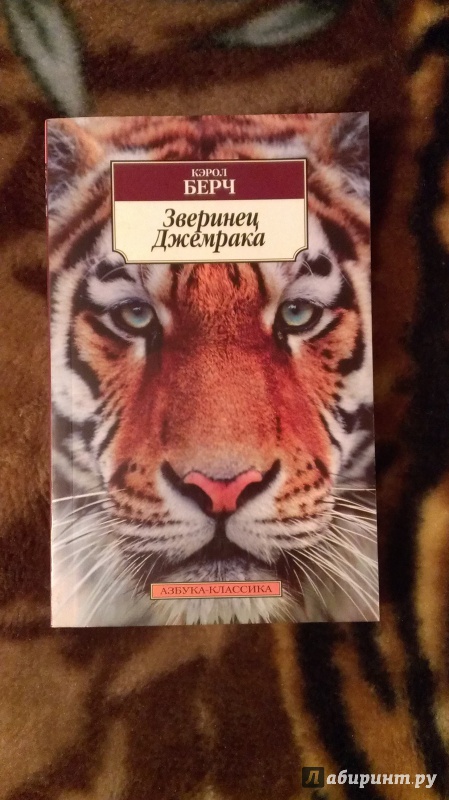 КЭРОЛ
БЕРЧ
Зверинец
Джемрака
АЗБУКА-КЛАССИКА
Лабиринт.ру